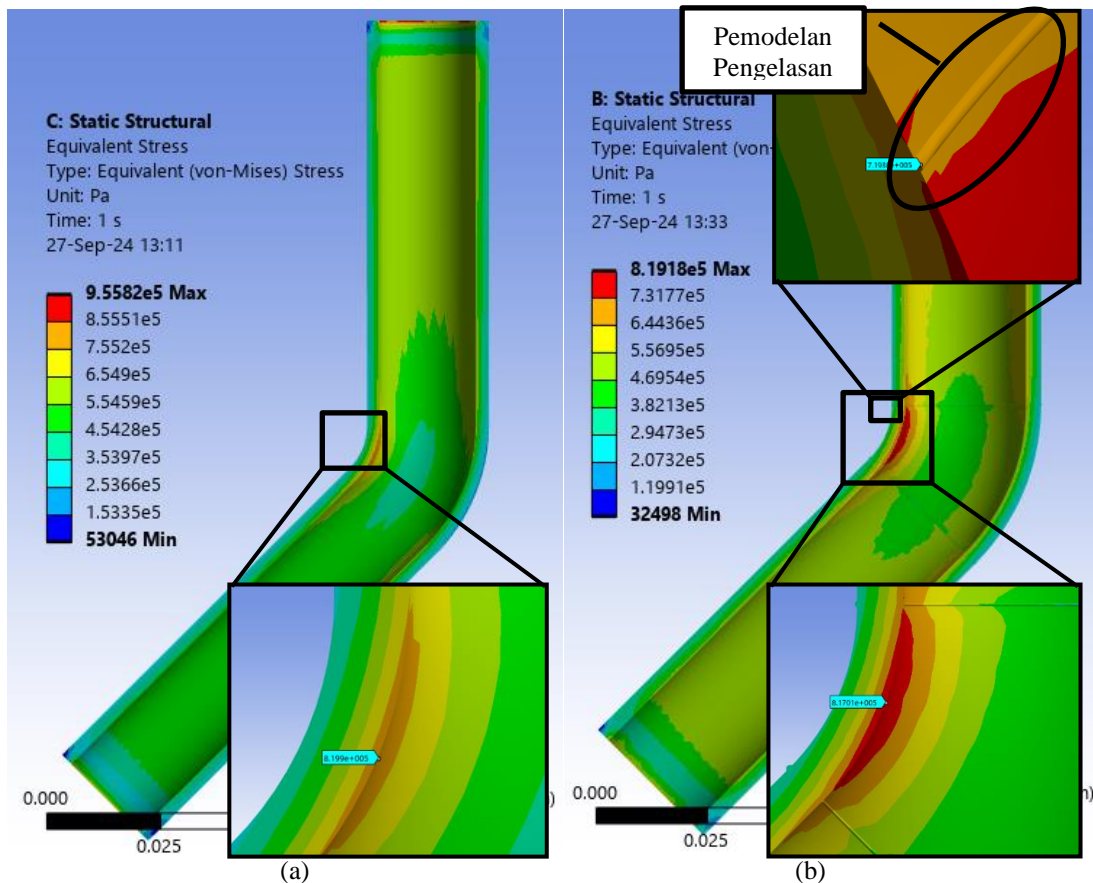 C: Static Structural
Equivalent Stress
Type: Equivalent (von-Mises) Stress
Unit: Pa
Time: 1 s
27-Sep-24 13:11
9.5582e5 Max
8.5551e5
7.552e5
6.549e5
5.5459e5
4.5428e5
3.5397e5
2.5366e5
1.5335e5
53046 Min
8.199e+005
0.000
0.025
)
(a)
Pemodelan
Pengelasan
B: Static Structural
Equivalent Stress
Type: Equivalent (von-
Unit: Pa
Time: 1 s
27-Sep-24 13:33
8.1918e5 Max
7.3177e5
6.4436e5
5.5695e5
4.6954e5
3.8213e5
2.9473e5
2.0732e5
1.1991e5
32498 Min
8.1701e+005
0.000
0.025
)
(b)